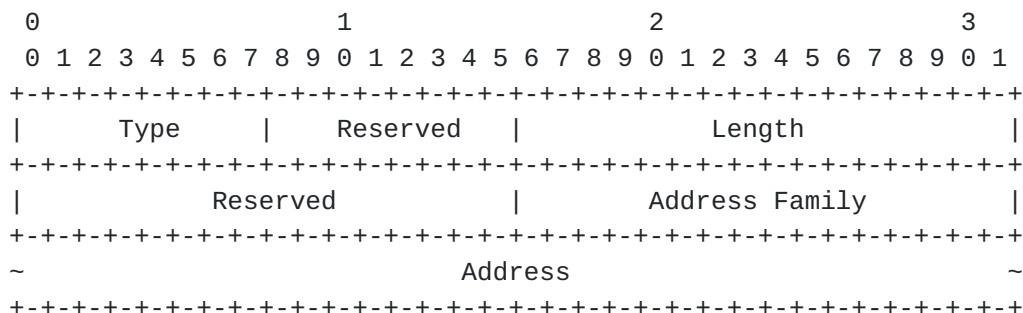 0                   1                   2                   3
 0 1 2 3 4 5 6 7 8 9 0 1 2 3 4 5 6 7 8 9 0 1 2 3 4 5 6 7 8 9 0 1
+-+-+-+-+-+-+-+-+-+-+-+-+-+-+-+-+-+-+-+-+-+-+-+-+-+-+-+-+-+-+-+-+
|      Type     |    Reserved   |            Length             |
+-+-+-+-+-+-+-+-+-+-+-+-+-+-+-+-+-+-+-+-+-+-+-+-+-+-+-+-+-+-+-+-+
|            Reserved           |        Address Family         |
+-+-+-+-+-+-+-+-+-+-+-+-+-+-+-+-+-+-+-+-+-+-+-+-+-+-+-+-+-+-+-+-+
~                            Address                            ~
+-+-+-+-+-+-+-+-+-+-+-+-+-+-+-+-+-+-+-+-+-+-+-+-+-+-+-+-+-+-+-+-+